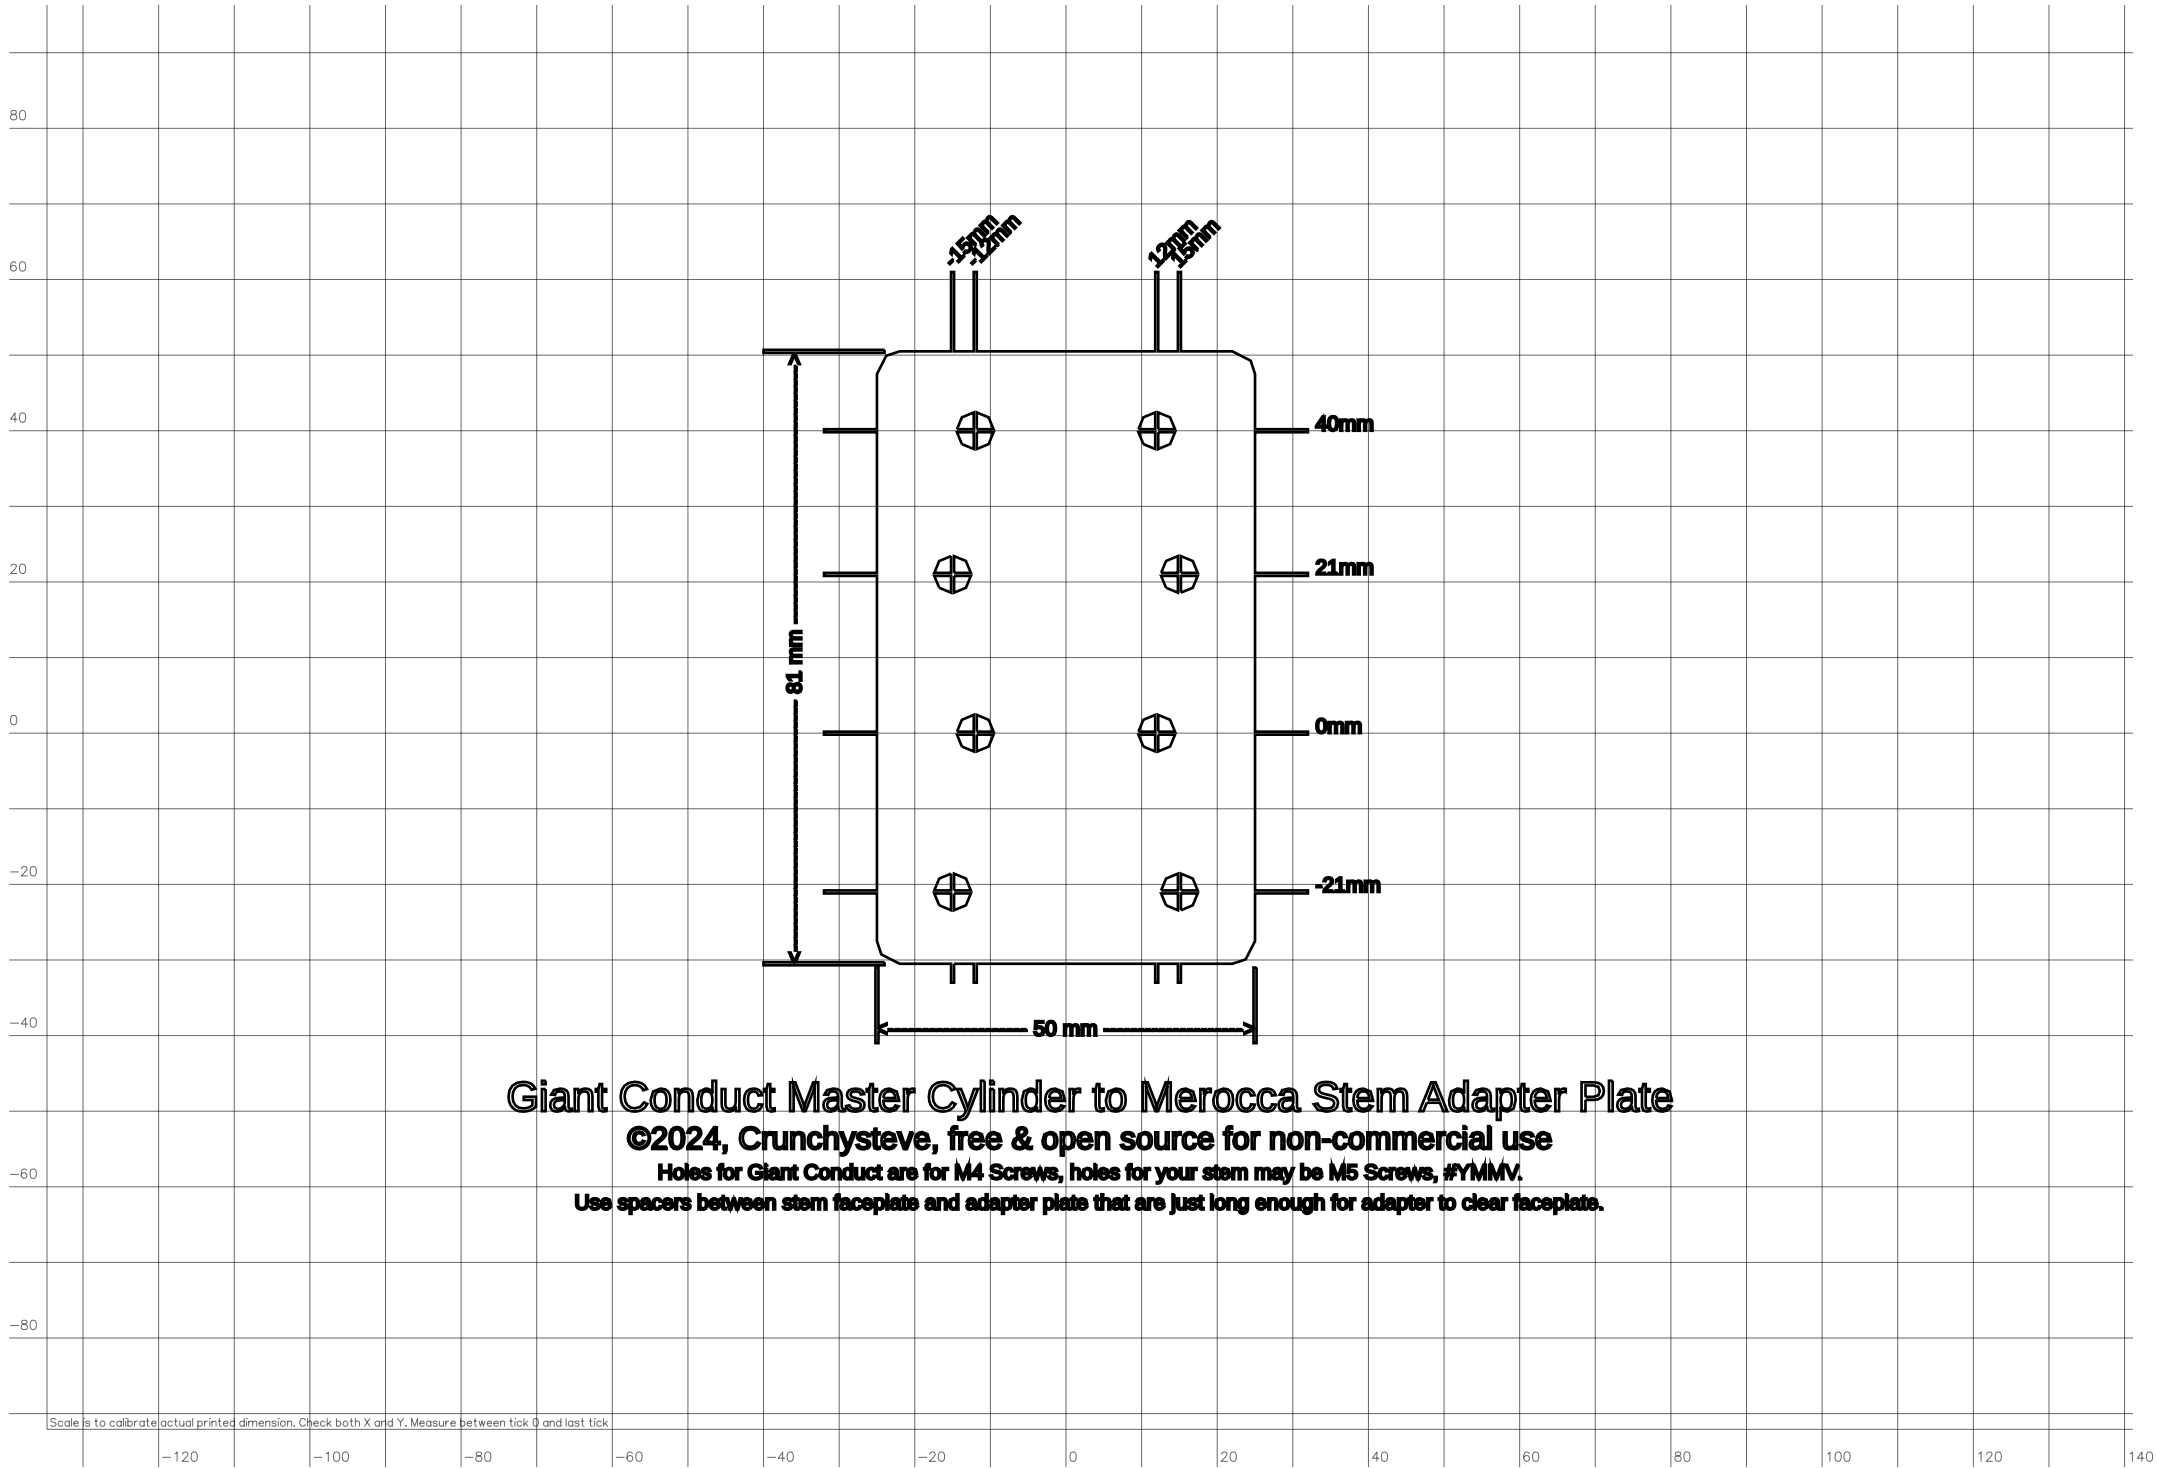 80
-15mm -12mm 12mm 15mm
60
40 40mm
20 21mm
81 mm
0 0mm
−20 -21mm
−40 50 mm
Giant Conduct Master Cylinder to Merocca Stem Adapter Plate
©2024, Crunchysteve, free & open source for non-commercial use
−60 Holes for Giant Conduct are for M4 Screws, holes for your stem may be M5 Screws, #YMMV.
Use spacers between stem faceplate and adapter plate that are just long enough for adapter to clear faceplate.
−80
Scale is to calibrate actual printed dimension. Check both X and Y. Measure between tick 0 and last tick
−120 −100 −80 −60 −40 −20 0 20 40 60 80 100 120 140